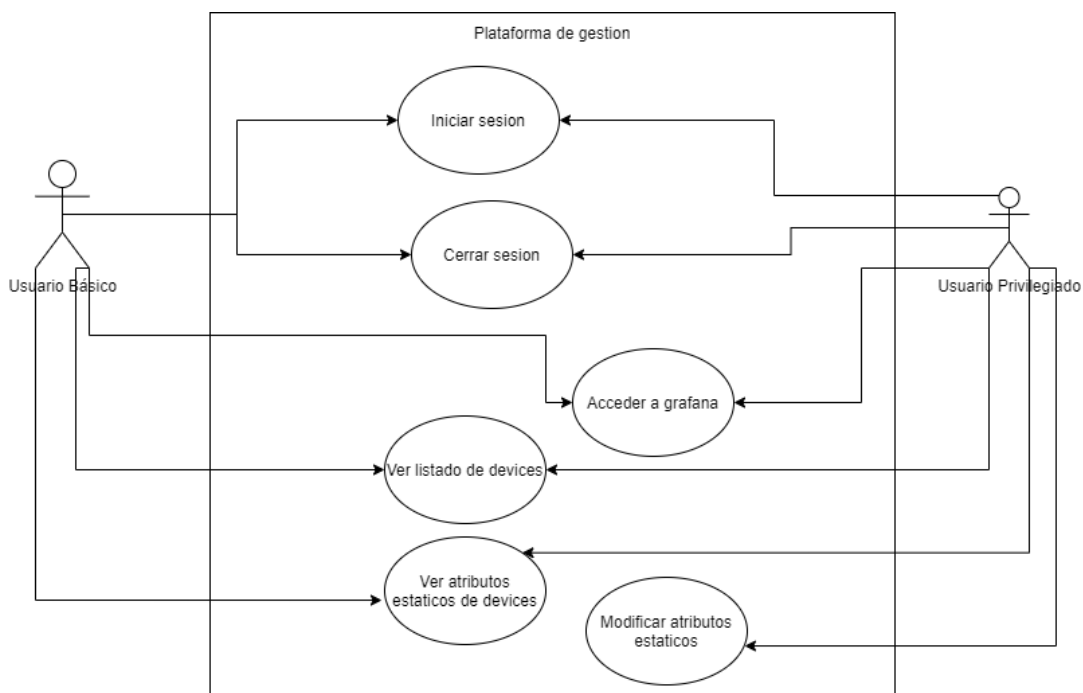 Plataforma de gestion
Iniciar sesion
Cerrar sesion
Usuario Básico
Usuario Privilegiado
Acceder a grafana
Ver listado de devices
Ver atributos
estaticos de devices
Modificar atributos
estaticos